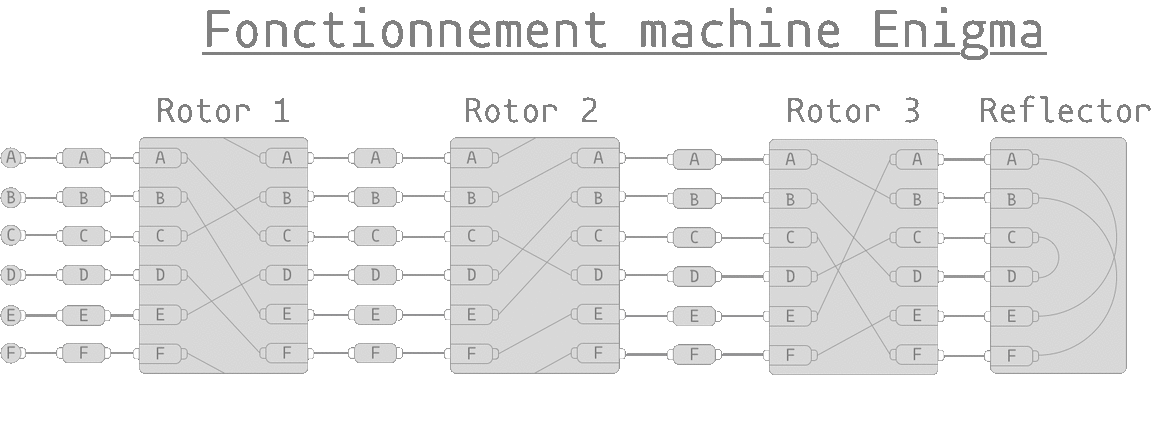 Fonctionnement machine Enigma
Rotor 1 Rotor 2 Rotor 3 Reflector
A A A A A A A A A A A
B B B B B B B B B B B
C C C C C C C C C C C
D D D D D D D D D D D
E E E E E E E E E E E
F F F F F F F F F F F